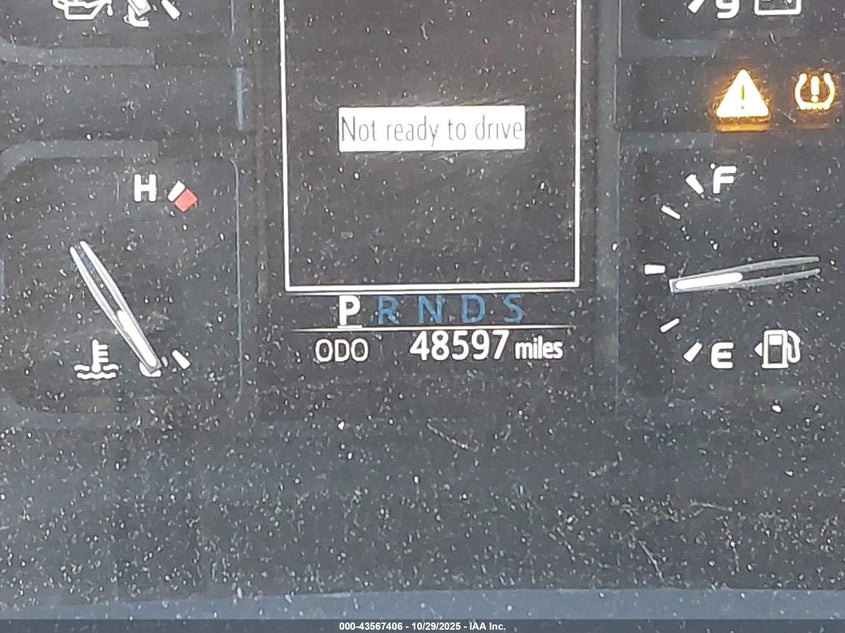 Not ready to drive
H
F
P R N D S
ODO 48597 miles
E
000-43567406 - 10/29/2025 - IAA Inc.